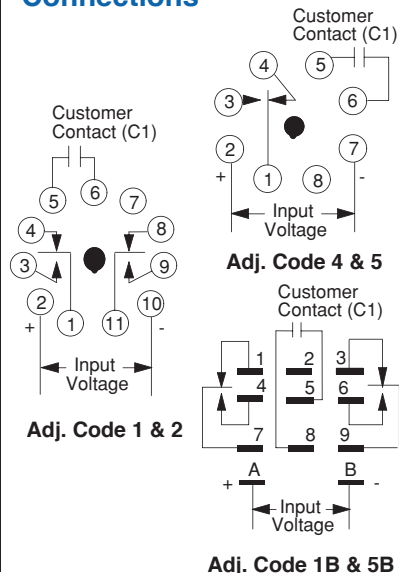 Connections
Customer
Contact (C1)
4
5
3
6
2
7
+
1
8
-
Input
Voltage
Adj. Code 4 & 5
Customer
Contact (C1)
5
6
7
4
8
3
9
2
10
+
1
11
-
Input
Voltage
Adj. Code 1 & 2
Customer
Contact (C1)
1 2 3
4 5 6
7 8 9
A B
+ -
Input
Voltage
Adj. Code 1B & 5B